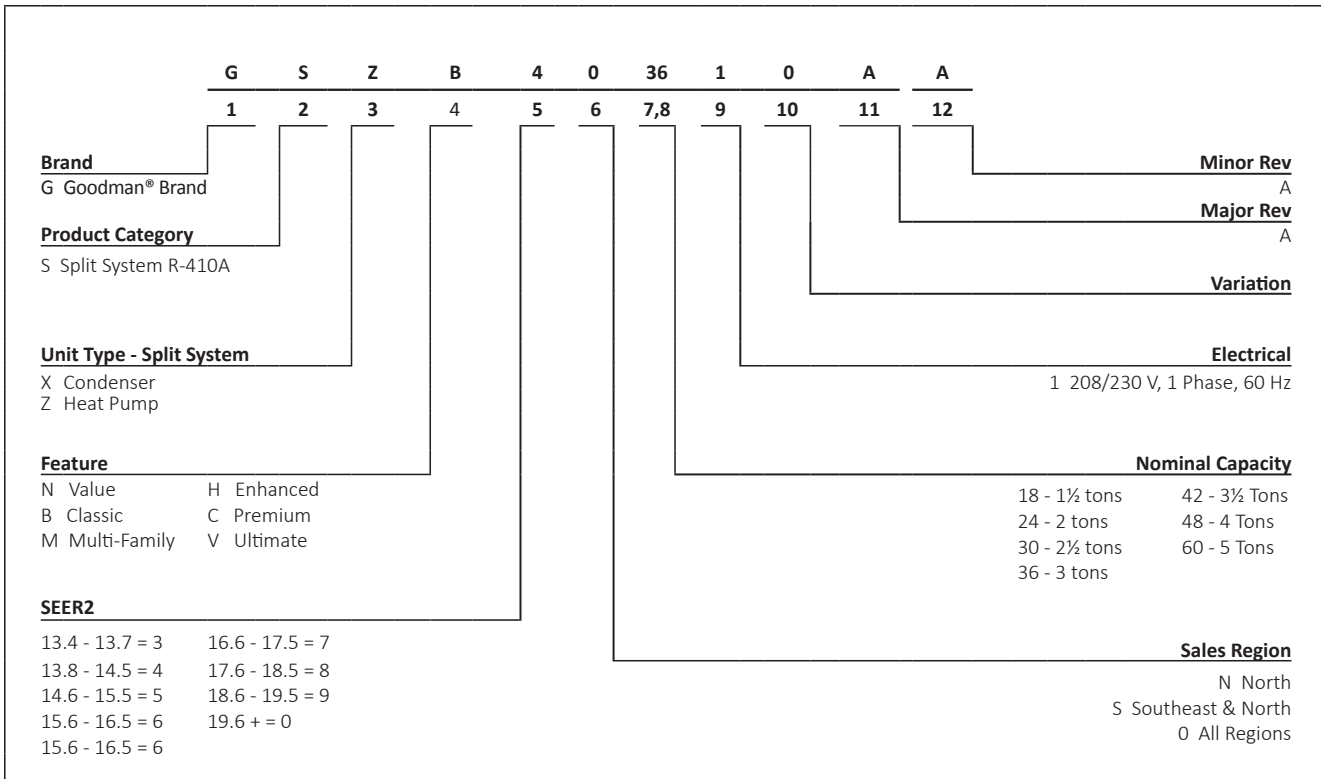 G S Z B 4 0 36 1 0 A A
1 2 3 4 5 6 7,8 9 10 11 12
Brand
G Goodman® Brand
Product Category
S Split System R-410A
Unit Type - Split System
X Condenser
Z Heat Pump
Feature
N Value H Enhanced
B Classic C Premium
M Multi-Family V Ultimate
SEER2
13.4 - 13.7 = 3 16.6 - 17.5 = 7
13.8 - 14.5 = 4 17.6 - 18.5 = 8
14.6 - 15.5 = 5 18.6 - 19.5 = 9
15.6 - 16.5 = 6 19.6 + = 0
15.6 - 16.5 = 6
Minor Rev
A
Major Rev
A
Variation
Electrical
1 208/230 V, 1 Phase, 60 Hz
Nominal Capacity
18 - 1½ tons 42 - 3½ Tons
24 - 2 tons 48 - 4 Tons
30 - 2½ tons 60 - 5 Tons
36 - 3 tons
Sales Region
N North
S Southeast & North
0 All Regions